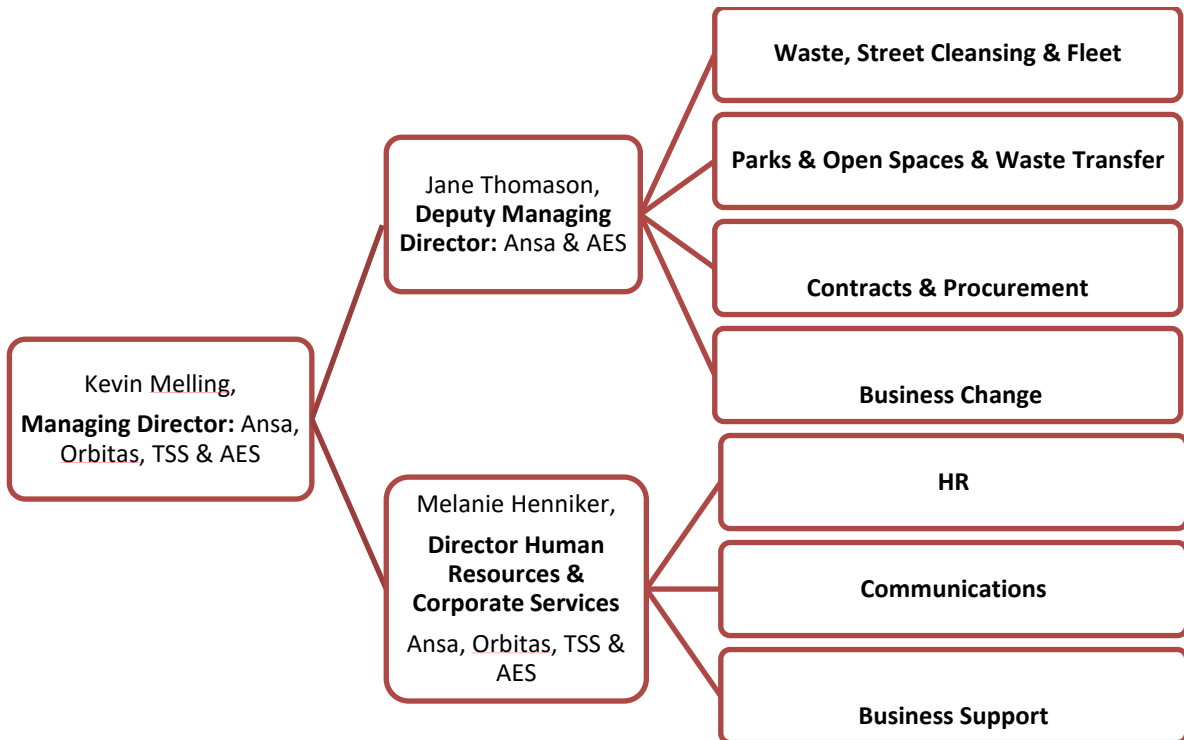 Waste, Street Cleansing & Fleet
Parks & Open Spaces & Waste Transfer
Jane Thomason,
Deputy Managing
Director: Ansa & AES
Contracts & Procurement
Business Change
Kevin Melling,
Managing Director: Ansa,
Orbitas, TSS & AES
HR
Melanie Henniker,
Director Human
Resources &
Corporate Services
Ansa, Orbitas, TSS &
AES
Communications
Business Support